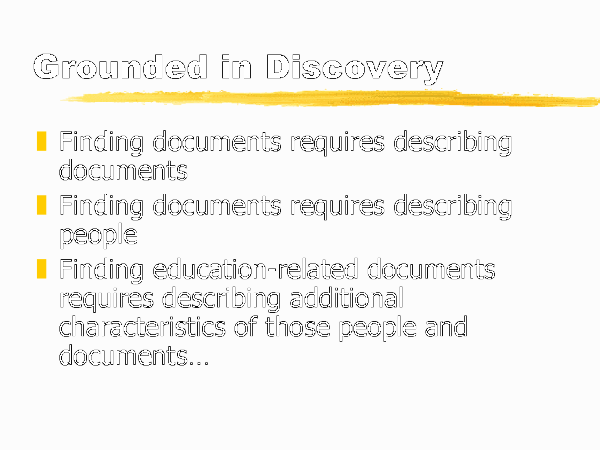 Grounded in Discovery
Finding documents requires describing
documents
Finding documents requires describing
people
Finding education-related documents
requires describing additional
characteristics of those people and
documents...